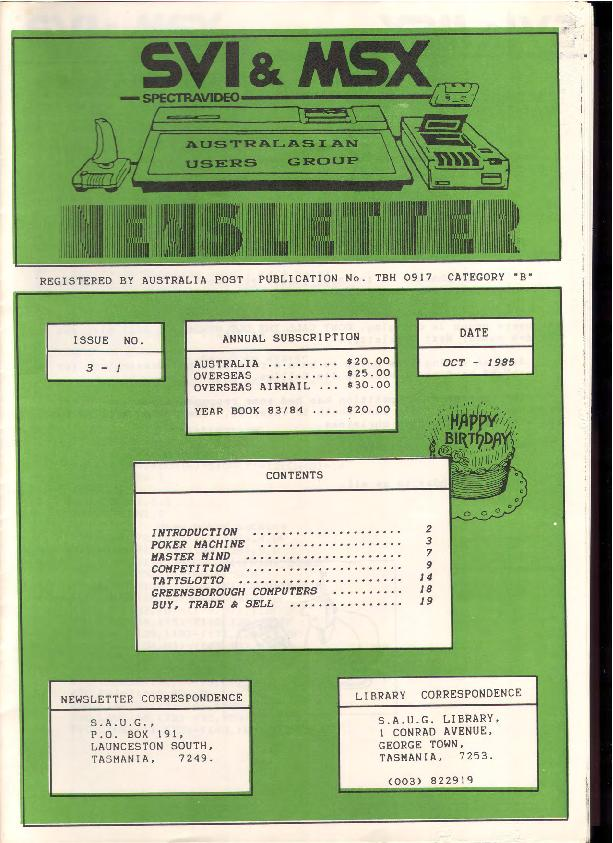 SVI & MSX
SPECTRAVIDEO
AUSTRALASIAN
USERS GROUP
NEWSLETTER
REGISTERED BY AUSTRALIA POST PUBLICATION No. TBH 0917 CATEGORY "B"
ISSUE NO.
3 - 1
ANNUAL SUBSCRIPTION
AUSTRALIA .......... $20.00
OVERSEAS .......... $25.00
OVERSEAS AIRMAIL ... $30.00
YEAR BOOK 83/84 .... $20.00
DATE
OCT - 1985
HAPPY
BIRTHDAY
CONTENTS
INTRODUCTION ..................... 2
POKER MACHINE .................... 3
MASTER MIND ...................... 7
COMPETITION ...................... 9
TATTSLOTTO ....................... 14
GREENSBOROUGH COMPUTERS .......... 18
BUY, TRADE & SELL ................ 19
NEWSLETTER CORRESPONDENCE
S.A.U.G.,
P.O. BOX 191,
LAUNCESTON SOUTH,
TASMANIA, 7249.
LIBRARY CORRESPONDENCE
S.A.U.G. LIBRARY,
1 CONRAD AVENUE,
GEORGE TOWN,
TASMANIA, 7253.
(003) 822919